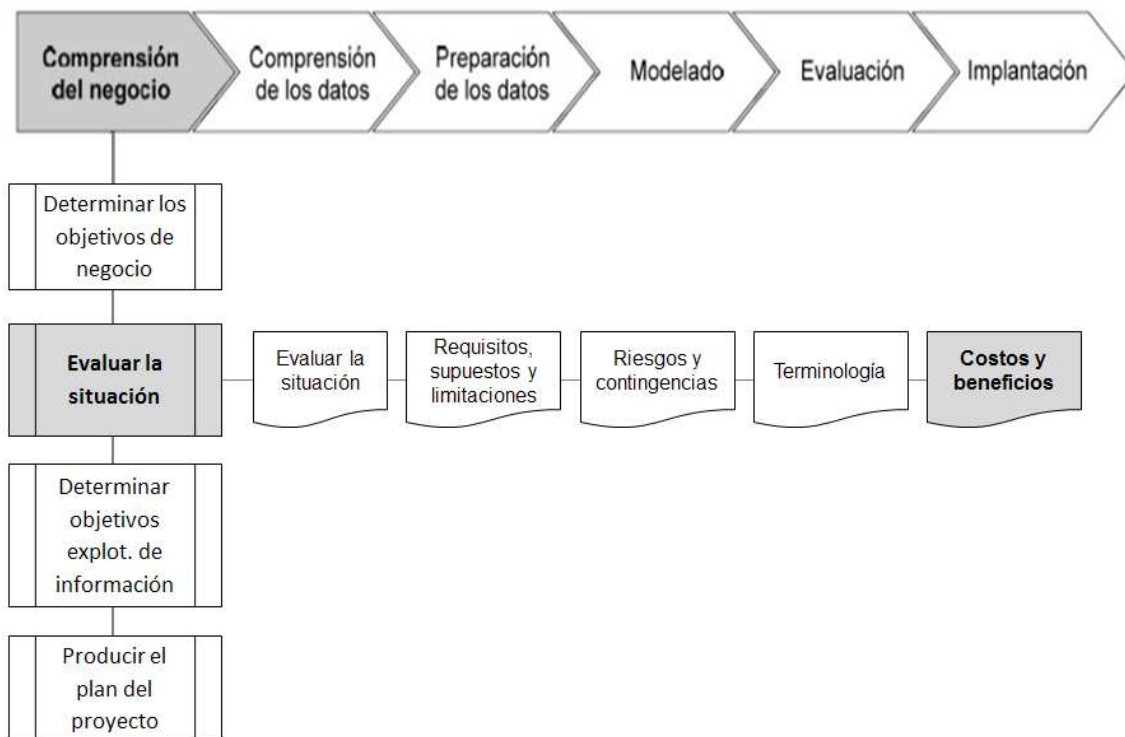 Comprensión
del negocio
Comprensión
de los datos
Preparación
de los datos
Modelado
Evaluación
Implantación
Determinar los
objetivos de
negocio
Evaluar la
situación
Evaluar la
situación
Requisitos,
supuestos y
limitaciones
Riesgos y
contingencias
Terminología
Costos y
beneficios
Determinar
objetivos
explot. de
información
Producir el
plan del
proyecto